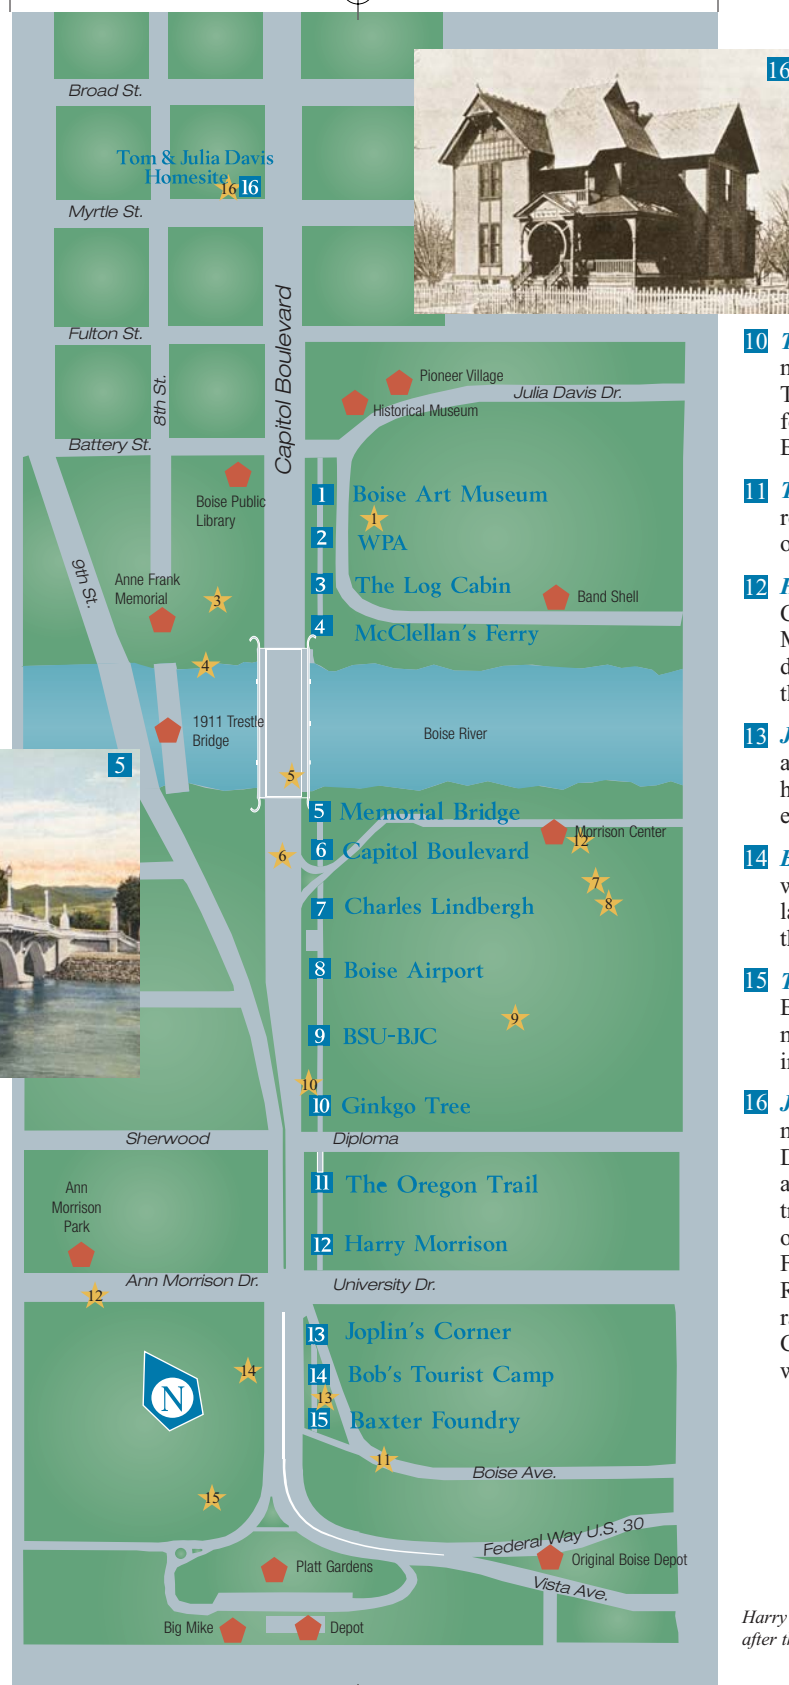 Broad St.
Tom & Julia Davis
Homesite
16
16
Myrtle St.
Fulton St.
8th St.
Capitol Boulevard
Battery St.
Pioneer Village
Historical Museum
Julia Davis Dr.
Boise Public
Library
1 Boise Art Museum
1
2 WPA
9th St.
Anne Frank
Memorial
3
3 The Log Cabin
Band Shell
4 McClellan's Ferry
4
1911 Trestle
Bridge
Boise River
5
5
5 Memorial Bridge
Morrison Center
12
6
6 Capitol Boulevard
7
8
7 Charles Lindbergh
8 Boise Airport
9
9 BSU-BJC
10
10 Ginkgo Tree
Sherwood
Diploma
11 The Oregon Trail
Ann
Morrison
Park
12 Harry Morrison
Ann Morrison Dr.
University Dr.
12
13 Joplin's Corner
14
14 Bob's Tourist Camp
13
15 Baxter Foundry
N
11
Boise Ave.
15
Federal Way U.S. 30
Original Boise Depot
Platt Gardens
Vista Ave.
Big Mike
Depot
16
10
11
12
13
14
15
16
Harry